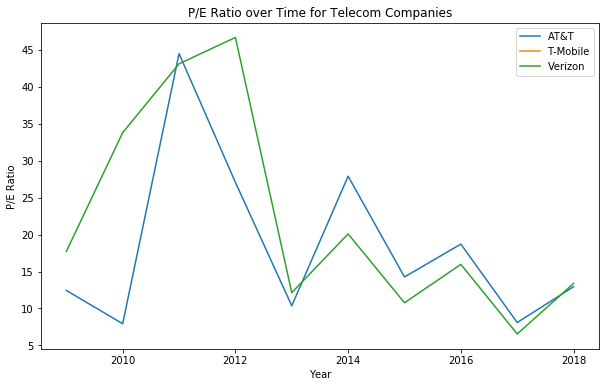 P/E Ratio over Time for Telecom Companies
AT&T
T-Mobile
Verizon
P/E Ratio
45
40
35
30
25
20
15
10
5
2010
2012
2014
2016
2018
Year